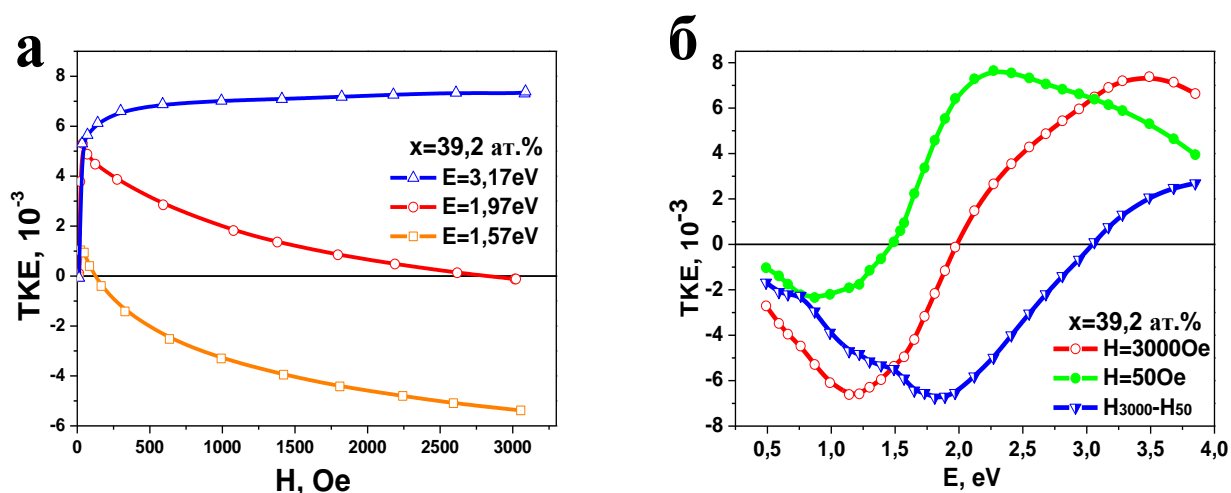 а
TKE, 10⁻³
8
6
4
2
0
-2
-4
-6
0 500 1000 1500 2000 2500 3000
H, Oe
x=39,2 ат.%
E=3,17eV
E=1,97eV
E=1,57eV
б
TKE, 10⁻³
8
6
4
2
0
-2
-4
-6
-8
0,5 1,0 1,5 2,0 2,5 3,0 3,5 4,0
E, eV
x=39,2 ат.%
H=3000Oe
H=50Oe
H₃₀₀₀-H₅₀